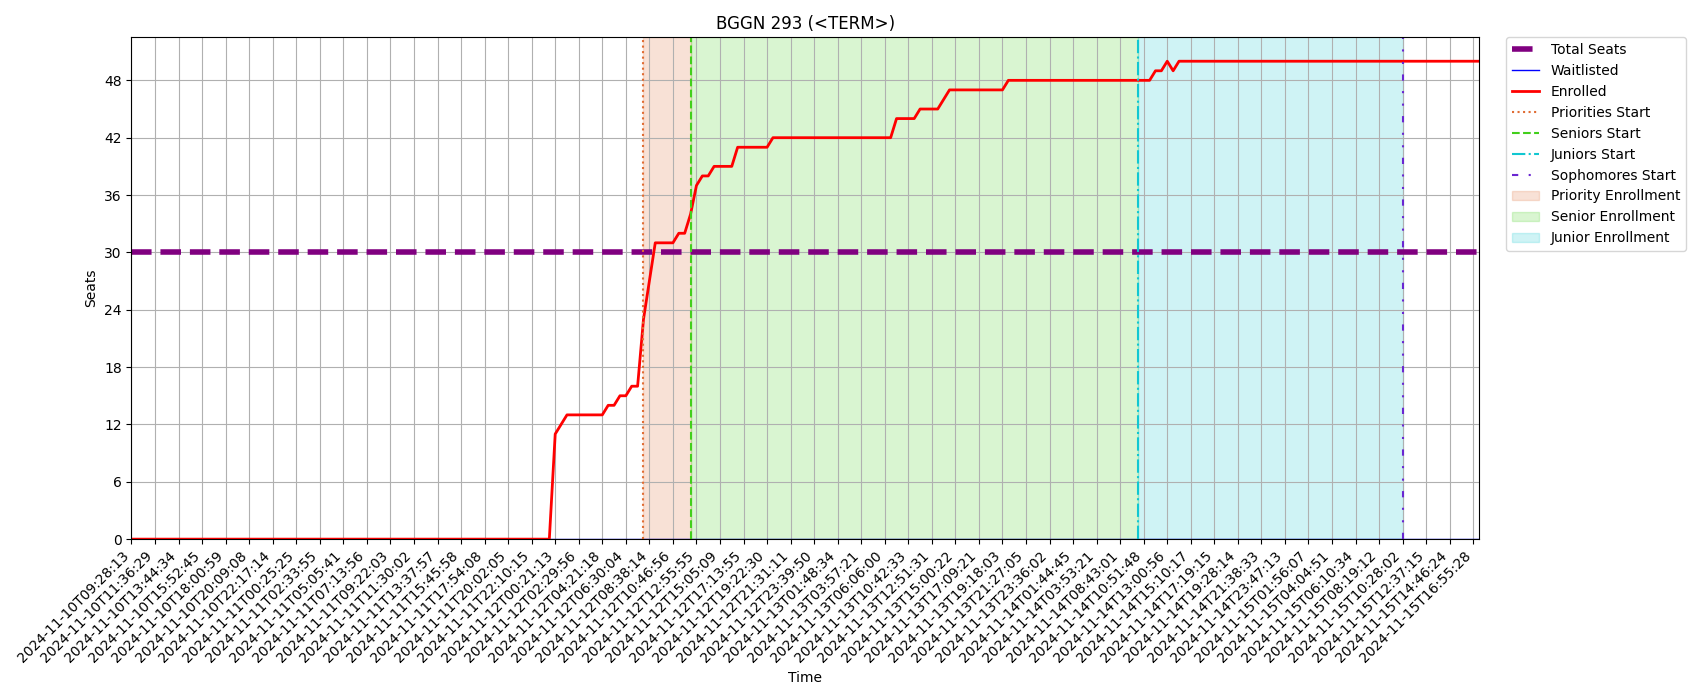 BGGN 293 (<TERM>)
Total Seats
Waitlisted
Enrolled
Priorities Start
Seniors Start
Juniors Start
Sophomores Start
Priority Enrollment
Senior Enrollment
Junior Enrollment
Seats
48
42
36
30
24
18
12
6
0
2024-11-10T09:28:13
2024-11-10T11:36:29
2024-11-10T13:44:34
2024-11-10T15:52:45
2024-11-10T18:00:59
2024-11-10T20:09:08
2024-11-10T22:17:14
2024-11-11T00:25:25
2024-11-11T02:33:55
2024-11-11T05:05:41
2024-11-11T07:13:56
2024-11-11T09:22:03
2024-11-11T11:30:02
2024-11-11T13:37:57
2024-11-11T15:45:58
2024-11-11T17:54:08
2024-11-11T20:02:05
2024-11-11T22:10:15
2024-11-12T00:21:13
2024-11-12T02:29:56
2024-11-12T04:21:18
2024-11-12T06:30:04
2024-11-12T08:38:14
2024-11-12T10:46:56
2024-11-12T12:55:55
2024-11-12T15:05:09
2024-11-12T17:13:55
2024-11-12T19:22:30
2024-11-12T21:31:11
2024-11-12T23:39:50
2024-11-13T01:48:34
2024-11-13T03:57:21
2024-11-13T06:06:00
2024-11-13T10:42:33
2024-11-13T12:51:31
2024-11-13T15:00:22
2024-11-13T17:09:21
2024-11-13T19:18:03
2024-11-13T21:27:05
2024-11-13T23:36:02
2024-11-14T01:44:45
2024-11-14T03:53:21
2024-11-14T08:43:01
2024-11-14T10:51:48
2024-11-14T13:00:56
2024-11-14T15:10:17
2024-11-14T17:19:15
2024-11-14T19:28:14
2024-11-14T21:38:33
2024-11-14T23:47:13
2024-11-15T01:56:07
2024-11-15T04:04:51
2024-11-15T06:10:34
2024-11-15T08:19:12
2024-11-15T10:28:02
2024-11-15T12:37:15
2024-11-15T14:46:24
2024-11-15T16:55:28
Time